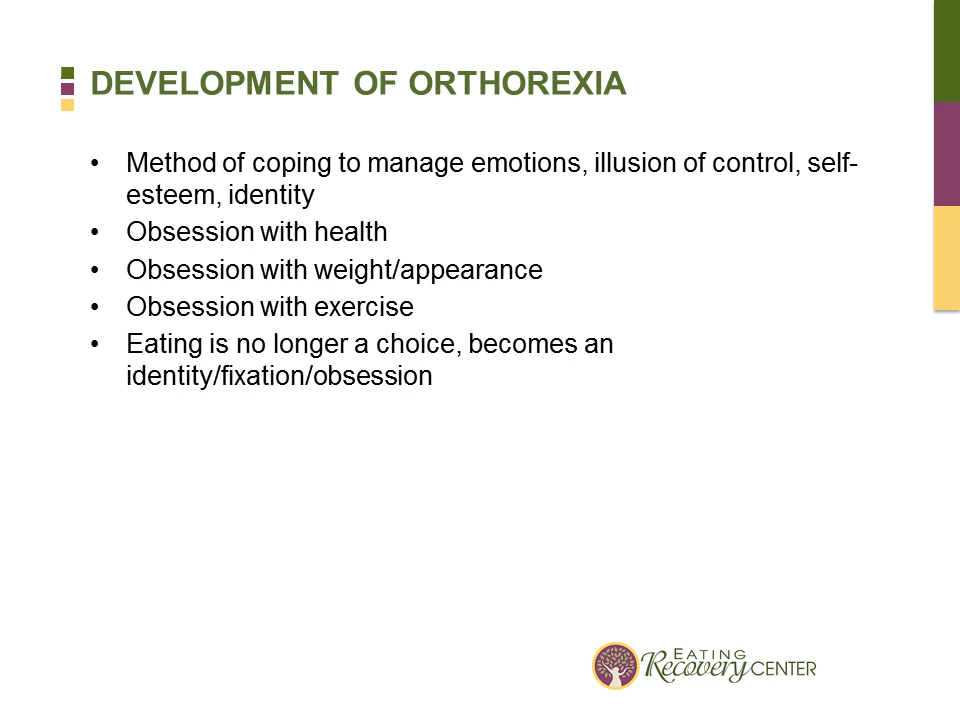 DEVELOPMENT OF ORTHOREXIA
• Method of coping to manage emotions, illusion of control, self-
esteem, identity
• Obsession with health
• Obsession with weight/appearance
• Obsession with exercise
• Eating is no longer a choice, becomes an
identity/fixation/obsession
EATING
Recovery CENTER